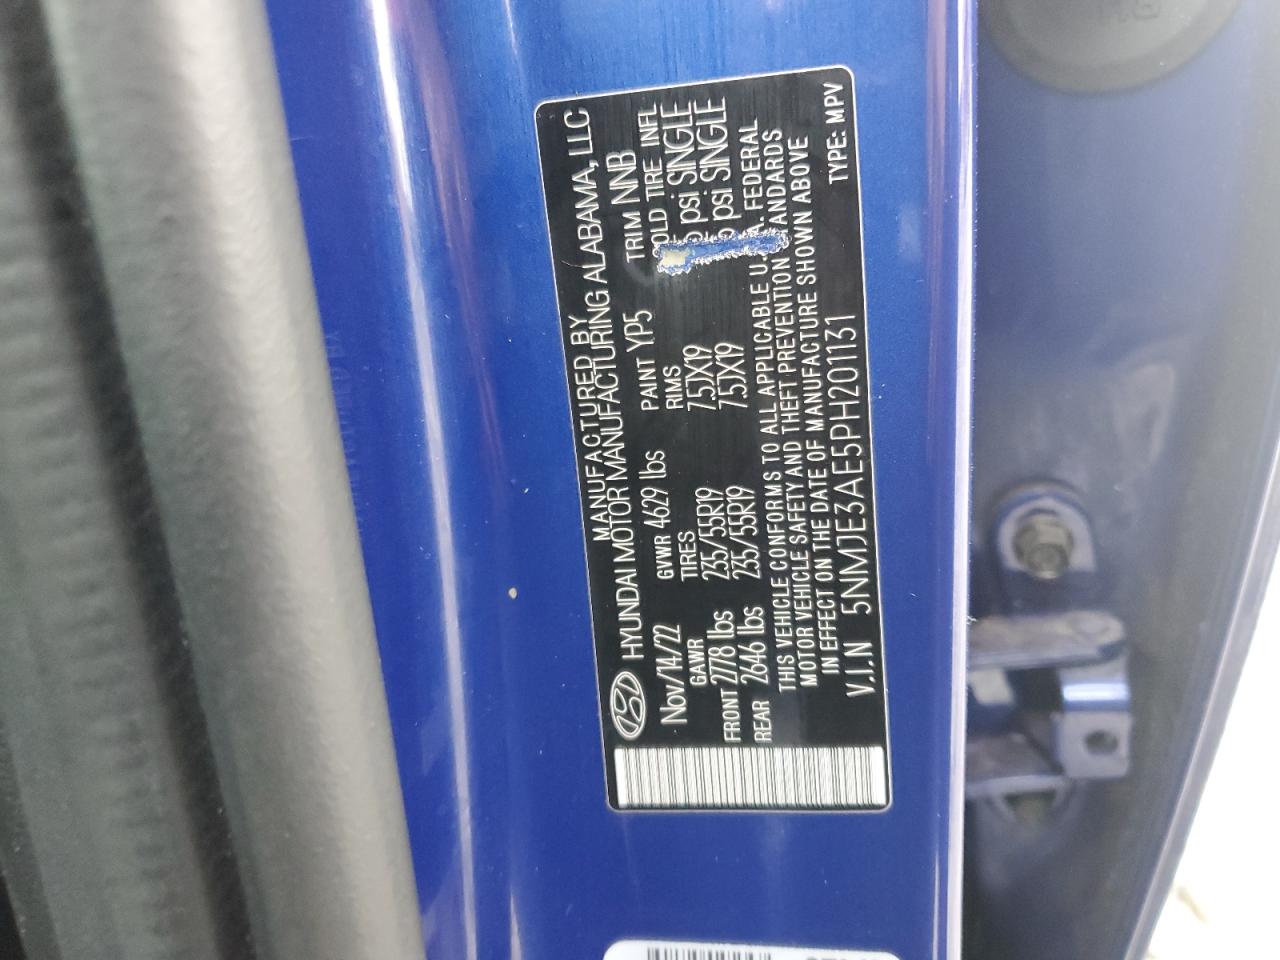 MANUFACTURED BY
HYUNDAI MOTOR MANUFACTURING ALABAMA, LLC
Nov/14/22 GVWR 4629 lbs PAINT YP5 TRIM NNB
GAWR TIRES RIMS OLD TIRE INFL
FRONT 2778 lbs 235/55R19 7.5JX19 psi SINGLE
REAR 2646 lbs 235/55R19 7.5JX19 psi SINGLE
THIS VEHICLE CONFORMS TO ALL APPLICABLE U. A. FEDERAL
MOTOR VEHICLE SAFETY AND THEFT PREVENTION ANDARDS
IN EFFECT ON THE DATE OF MANUFACTURE SHOWN ABOVE
V.I.N 5NMJE3AE5PH201131 TYPE: MPV